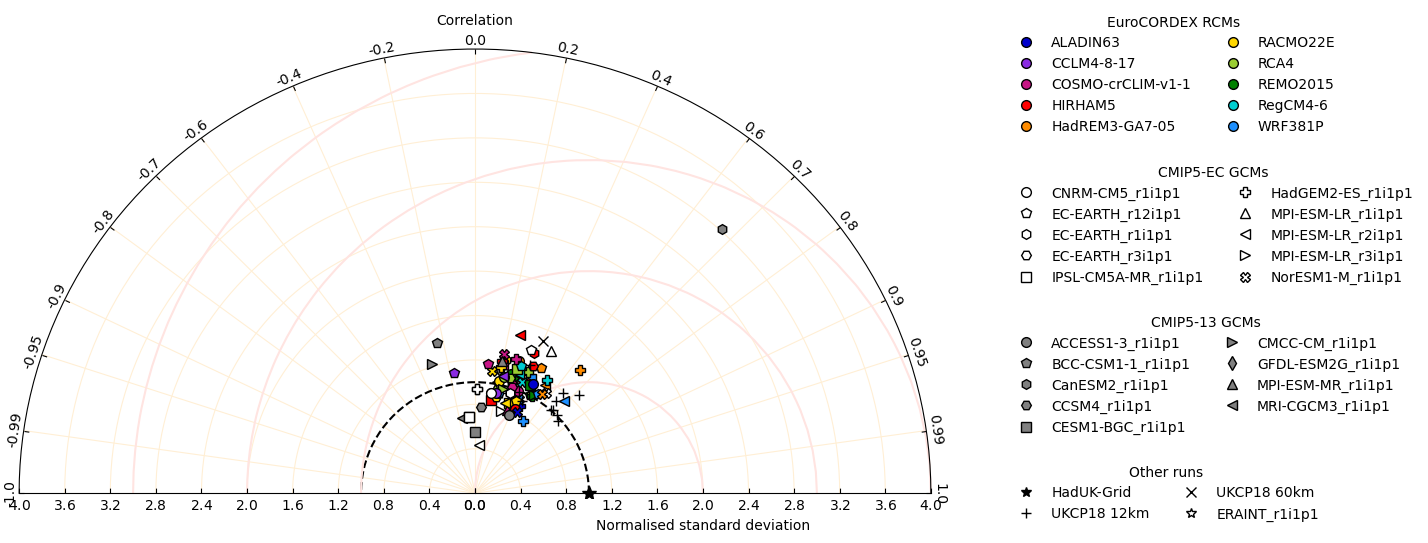 Correlation
0.0
-0.2
0.2
-0.4
0.4
-0.6
0.6
-0.7
0.7
-0.8
0.8
-0.9
0.9
-0.95
0.95
-0.99
0.99
-1.0
1.0
4.0 3.6 3.2 2.8 2.4 2.0 1.6 1.2 0.8 0.4 0.0 0.4 0.8 1.2 1.6 2.0 2.4 2.8 3.2 3.6 4.0
Normalised standard deviation
EuroCORDEX RCMs
ALADIN63 RACMO22E
CCLM4-8-17 RCA4
COSMO-crCLIM-v1-1 REMO2015
HIRHAM5 RegCM4-6
HadREM3-GA7-05 WRF381P
CMIP5-EC GCMs
CNRM-CM5_r1i1p1 HadGEM2-ES_r1i1p1
EC-EARTH_r12i1p1 MPI-ESM-LR_r1i1p1
EC-EARTH_r1i1p1 MPI-ESM-LR_r2i1p1
EC-EARTH_r3i1p1 MPI-ESM-LR_r3i1p1
IPSL-CM5A-MR_r1i1p1 NorESM1-M_r1i1p1
CMIP5-13 GCMs
ACCESS1-3_r1i1p1 CMCC-CM_r1i1p1
BCC-CSM1-1_r1i1p1 GFDL-ESM2G_r1i1p1
CanESM2_r1i1p1 MPI-ESM-MR_r1i1p1
CCSM4_r1i1p1 MRI-CGCM3_r1i1p1
CESM1-BGC_r1i1p1
Other runs
HadUK-Grid UKCP18 60km
UKCP18 12km ERAINT_r1i1p1